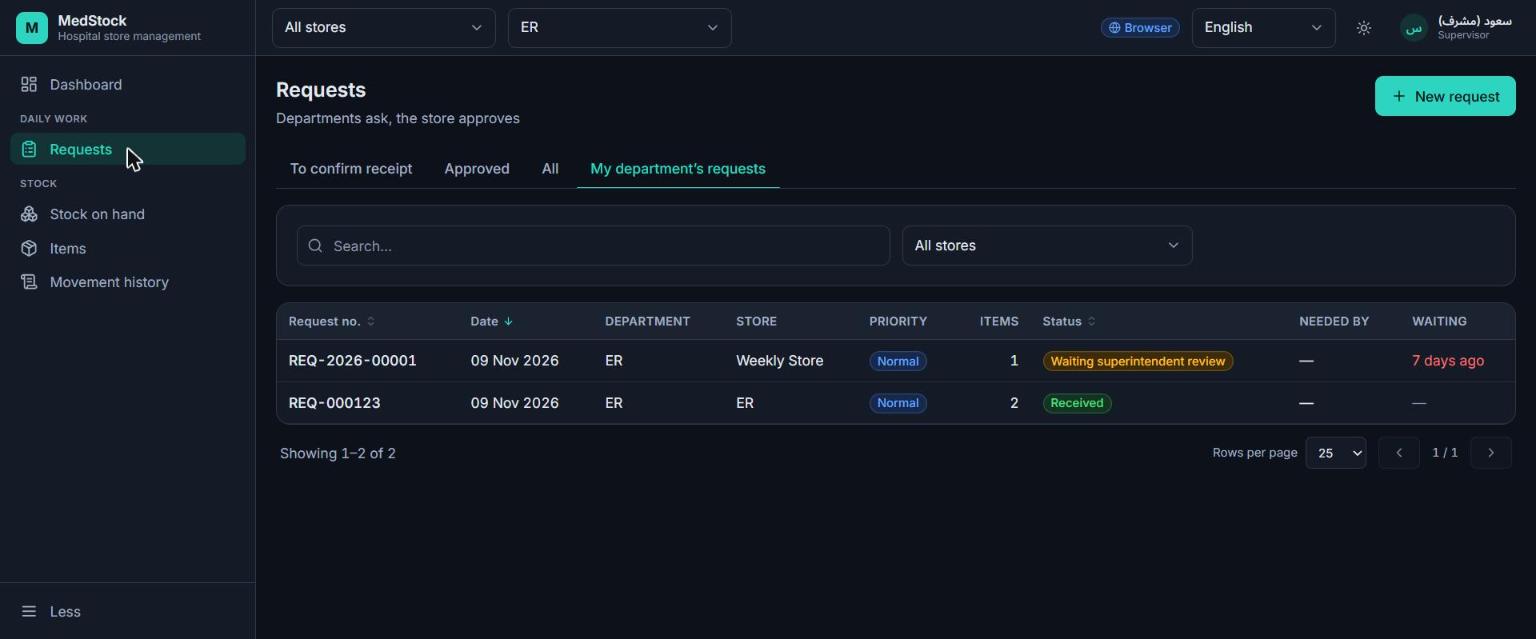 M
MedStock
Hospital store management
All stores
ER
Browser
English
س
سعود (مشرف)
Supervisor
Dashboard
DAILY WORK
Requests
STOCK
Stock on hand
Items
Movement history
Less
Requests
Departments ask, the store approves
+ New request
To confirm receipt Approved All My department's requests
Search...
All stores
Request no. Date ↓ DEPARTMENT STORE PRIORITY ITEMS Status NEEDED BY WAITING
REQ-2026-00001 09 Nov 2026 ER Weekly Store Normal 1 Waiting superintendent review — 7 days ago
REQ-000123 09 Nov 2026 ER ER Normal 2 Received — —
Showing 1–2 of 2
Rows per page 25 1 / 1